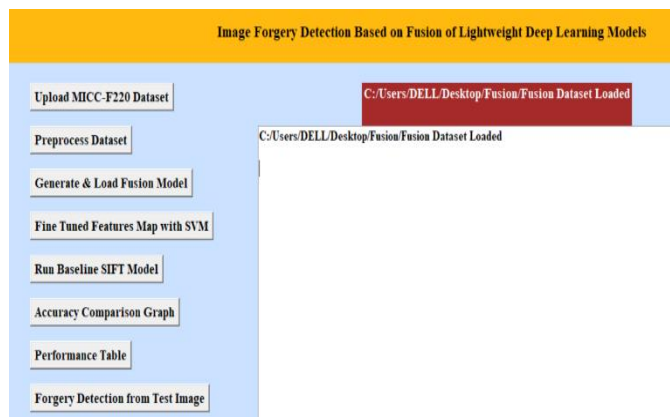 Image Forgery Detection Based on Fusion of Lightweight Deep Learning Models
Upload MICC-F220 Dataset
C:/Users/DELL/Desktop/Fusion/Fusion Dataset Loaded
Preprocess Dataset
C:/Users/DELL/Desktop/Fusion/Fusion Dataset Loaded
Generate & Load Fusion Model
Fine Tuned Features Map with SVM
Run Baseline SIFT Model
Accuracy Comparison Graph
Performance Table
Forgery Detection from Test Image